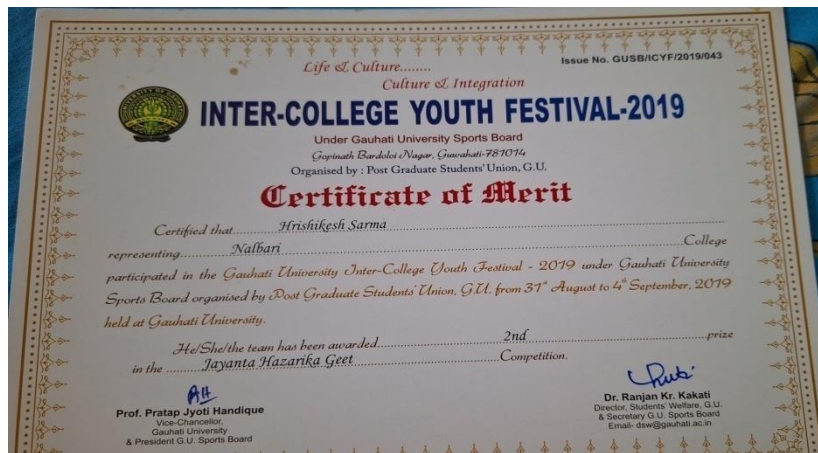 Life & Culture........
Issue No. GUSB/ICYF/2019/043
Culture & Integration
INTER-COLLEGE YOUTH FESTIVAL-2019
Under Gauhati University Sports Board
Gopinath Bardoloi Nagar, Guwahati-781014
Organised by : Post Graduate Students' Union, G.U.
Certificate of Merit
Certified that........Hrishikesh Sarma
representing........Nalbari........College
participated in the Gauhati University Inter-College Youth Festival - 2019 under Gauhati University
Sports Board organised by Post Graduate Students' Union, G.U. from 31st August to 4th September, 2019
held at Gauhati University.
He/She/the team has been awarded........2nd........prize
in the ........Jayanta Hazarika Geet........Competition.
Prof. Pratap Jyoti Handique
Vice-Chancellor,
Gauhati University
& President G.U. Sports Board
Dr. Ranjan Kr. Kakati
Director, Students' Welfare, G.U.
& Secretary G.U. Sports Board
Email- dsw@gauhati.ac.in